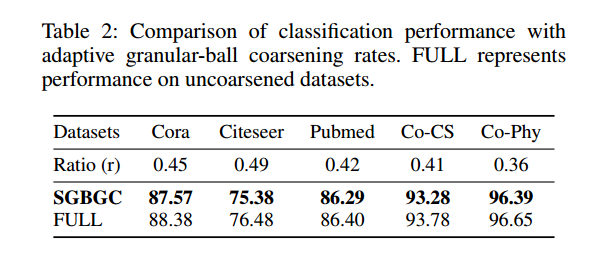 Table 2: Comparison of classification performance with
adaptive granular-ball coarsening rates. FULL represents
performance on uncoarsened datasets.
Datasets Cora Citeseer Pubmed Co-CS Co-Phy
Ratio (r) 0.45 0.49 0.42 0.41 0.36
SGBGC 87.57 75.38 86.29 93.28 96.39
FULL 88.38 76.48 86.40 93.78 96.65